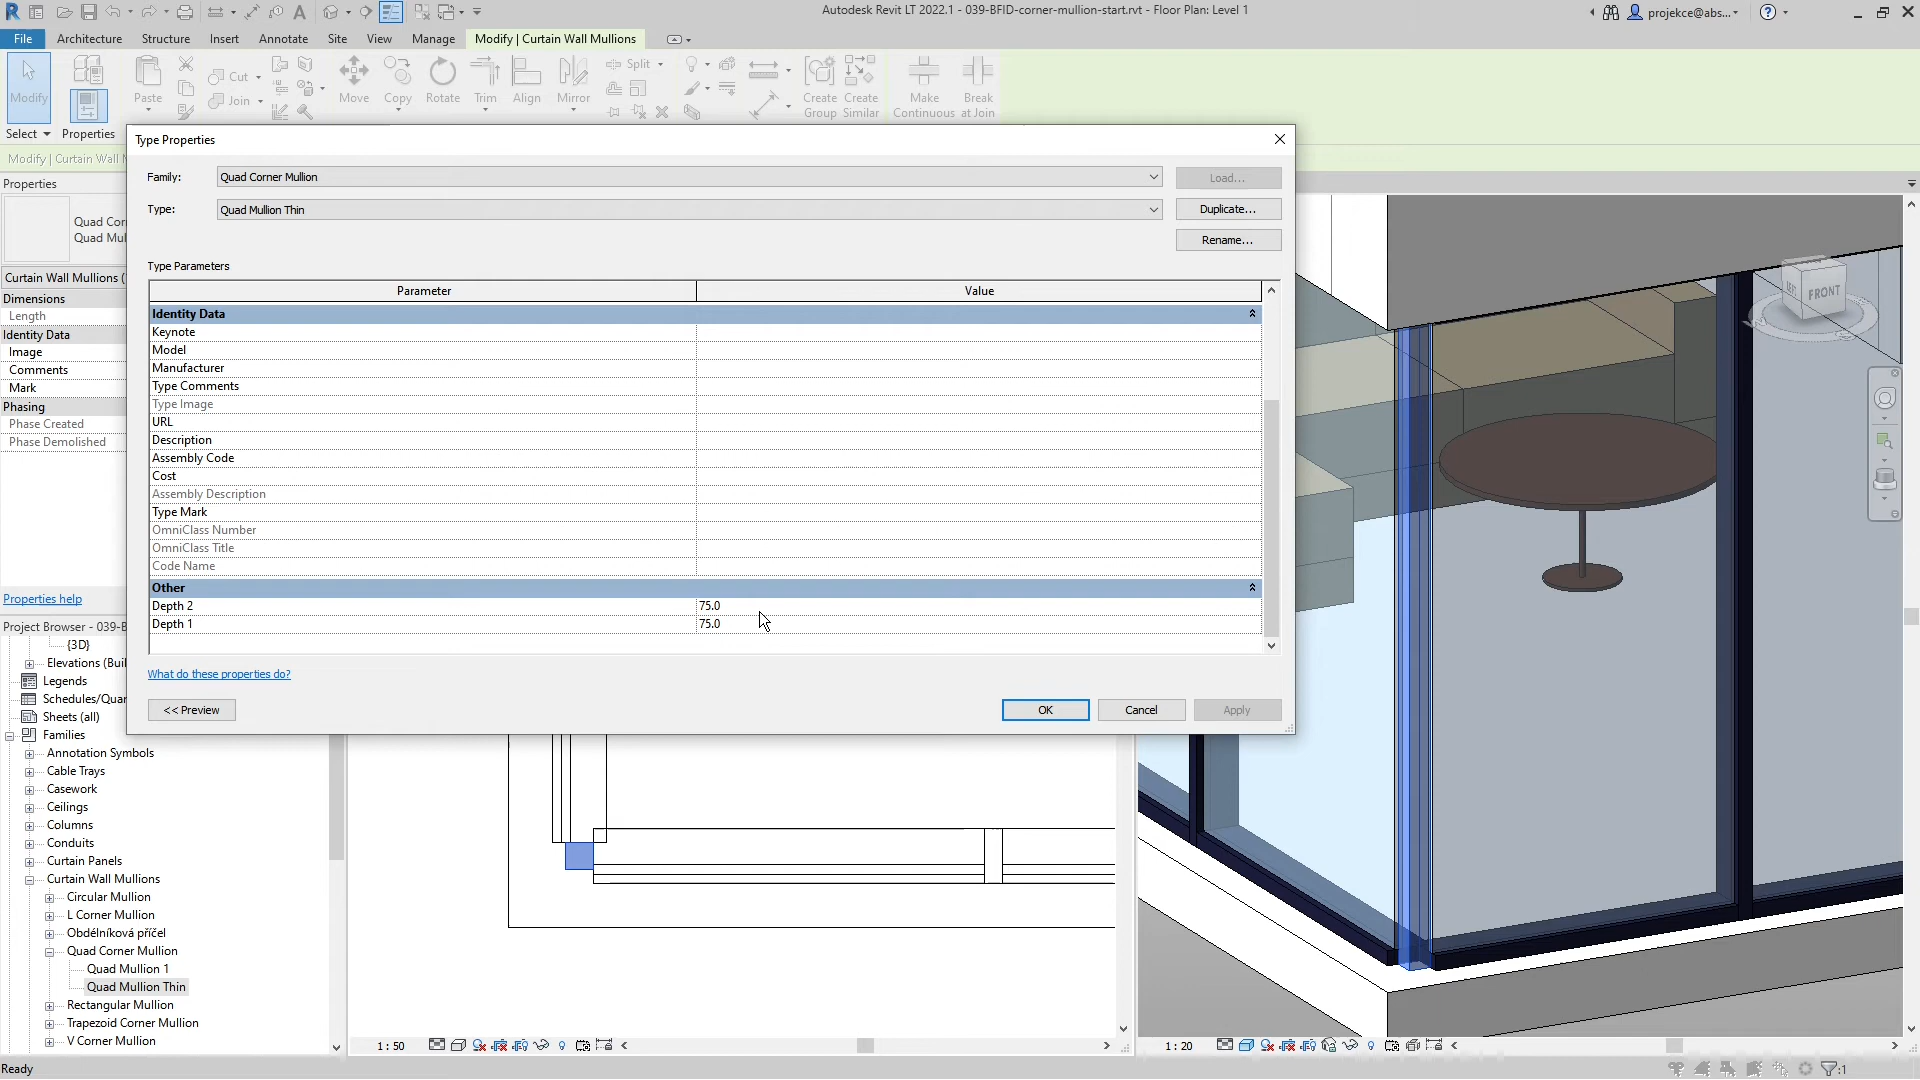 Autodesk Revit LT 2022.1 - 039-BFID-corner-mullion-start.rvt - Floor Plan: Level 1
projekce@abs...
File
Architecture
Structure
Insert
Annotate
Site
View
Manage
Modify | Curtain Wall Mullions
Modify
Select
Properties
Paste
Cut
Join
Move
Copy
Rotate
Trim
Align
Mirror
Split
Create Group
Create Similar
Make Continuous
Break at Join
Modify | Curtain Wall M
Properties
Quad Cor
Quad Mul
Curtain Wall Mullions (
Dimensions
Length
Identity Data
Image
Comments
Mark
Phasing
Phase Created
Phase Demolished
Properties help
Type Properties
Family:
Quad Corner Mullion
Load...
Type:
Quad Mullion Thin
Duplicate...
Rename...
Type Parameters
Parameter
Value
Identity Data
Keynote
Model
Manufacturer
Type Comments
Type Image
URL
Description
Assembly Code
Cost
Assembly Description
Type Mark
OmniClass Number
OmniClass Title
Code Name
Other
Depth 2 75.0
Depth 1 75.0
What do these properties do?
<< Preview
OK
Cancel
Apply
Project Browser - 039-B
{3D}
Elevations (Buil
Legends
Schedules/Quar
Sheets (all)
Families
Annotation Symbols
Cable Trays
Casework
Ceilings
Columns
Conduits
Curtain Panels
Curtain Wall Mullions
Circular Mullion
L Corner Mullion
Obdélníková příčel
Quad Corner Mullion
Quad Mullion 1
Quad Mullion Thin
Rectangular Mullion
Trapezoid Corner Mullion
V Corner Mullion
LEFT
FRONT
1 : 50
1 : 20
Ready
:1